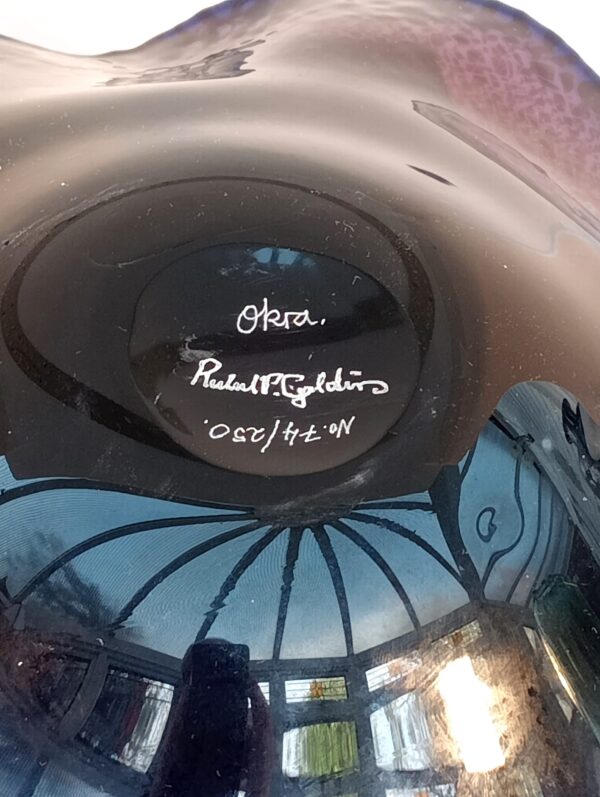 Okra.
Richard P. Golding
No. 74/250.